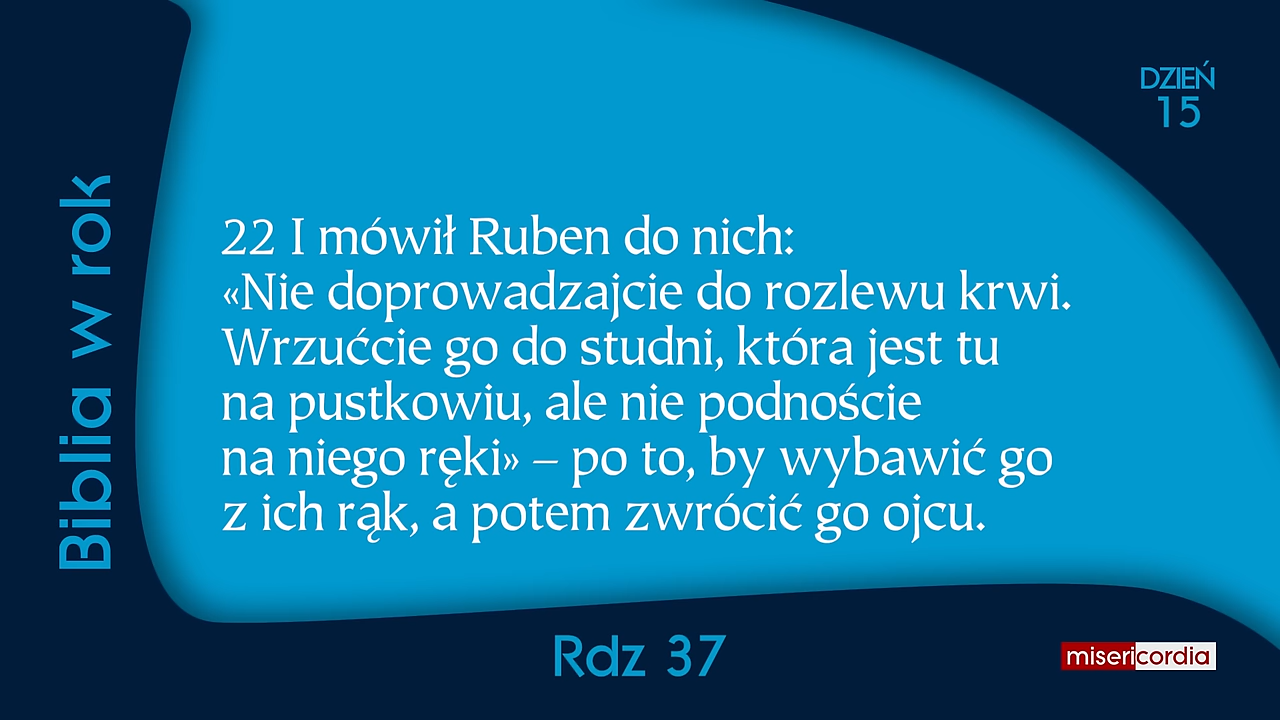 DZIEŃ
15
Biblia w rok
22 I mówił Ruben do nich:
«Nie doprowadzajcie do rozlewu krwi.
Wrzućcie go do studni, która jest tu
na pustkowiu, ale nie podnoście
na niego ręki» – po to, by wybawić go
z ich rąk, a potem zwrócić go ojcu.
Rdz 37
misericordia